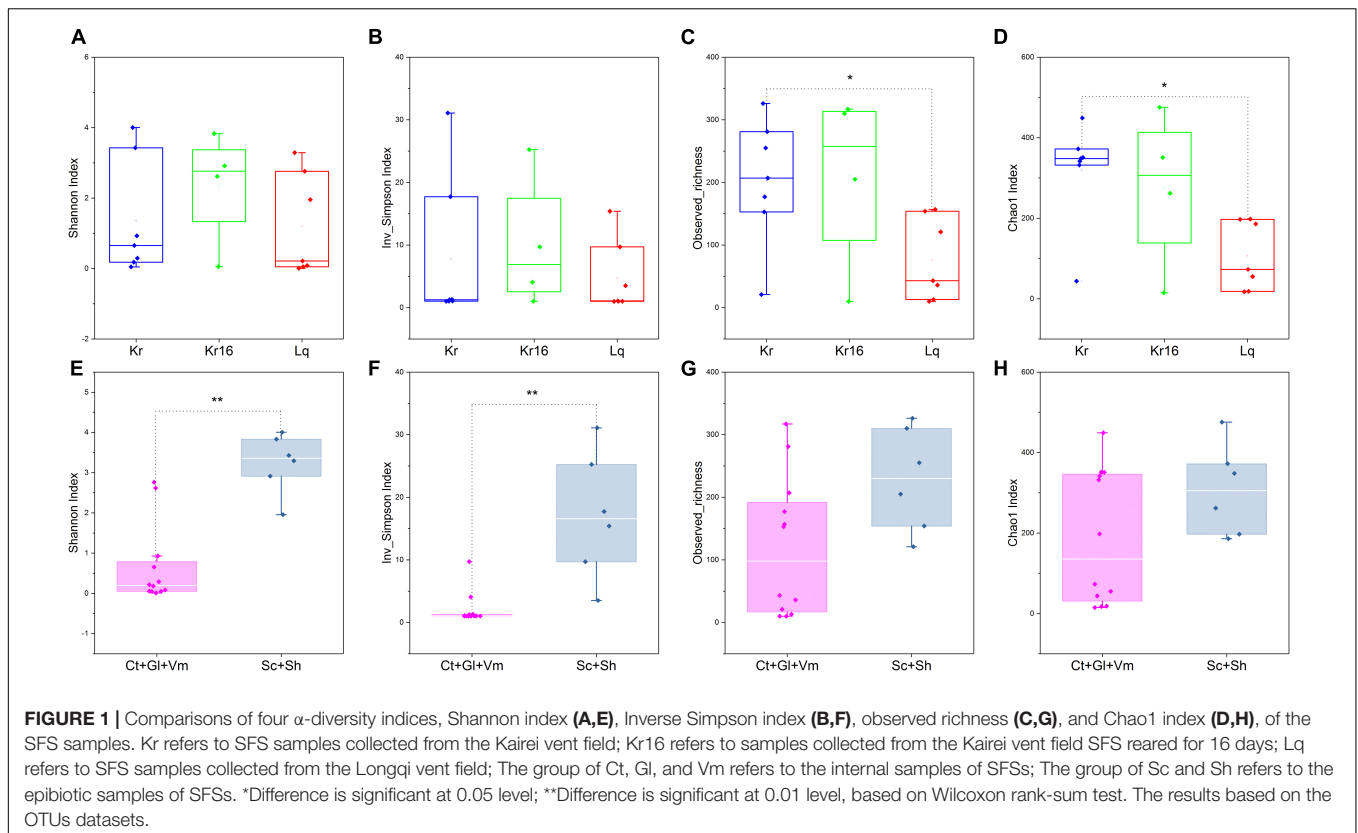 A
B
C
D
6
4
2
0
-2
Shannon Index
Kr
Kr16
Lq
40
30
20
10
0
Inv_Simpson Index
Kr
Kr16
Lq
400
300
200
100
0
Observed_richness
*
Kr
Kr16
Lq
600
400
200
0
Chao1 Index
*
Kr
Kr16
Lq
E
F
G
H
5
4
3
2
1
0
-1
Shannon Index
**
Ct+Gl+Vm
Sc+Sh
40
30
20
10
0
Inv_Simpson Index
**
Ct+Gl+Vm
Sc+Sh
400
300
200
100
0
Observed_richness
Ct+Gl+Vm
Sc+Sh
600
400
200
0
Chao1 Index
Ct+Gl+Vm
Sc+Sh
FIGURE 1 | Comparisons of four α-diversity indices, Shannon index (A,E), Inverse Simpson index (B,F), observed richness (C,G), and Chao1 index (D,H), of the
SFS samples. Kr refers to SFS samples collected from the Kairei vent field; Kr16 refers to samples collected from the Kairei vent field SFS reared for 16 days; Lq
refers to SFS samples collected from the Longqi vent field; The group of Ct, Gl, and Vm refers to the internal samples of SFSs; The group of Sc and Sh refers to the
epibiotic samples of SFSs. *Difference is significant at 0.05 level; **Difference is significant at 0.01 level, based on Wilcoxon rank-sum test. The results based on the
OTUs datasets.